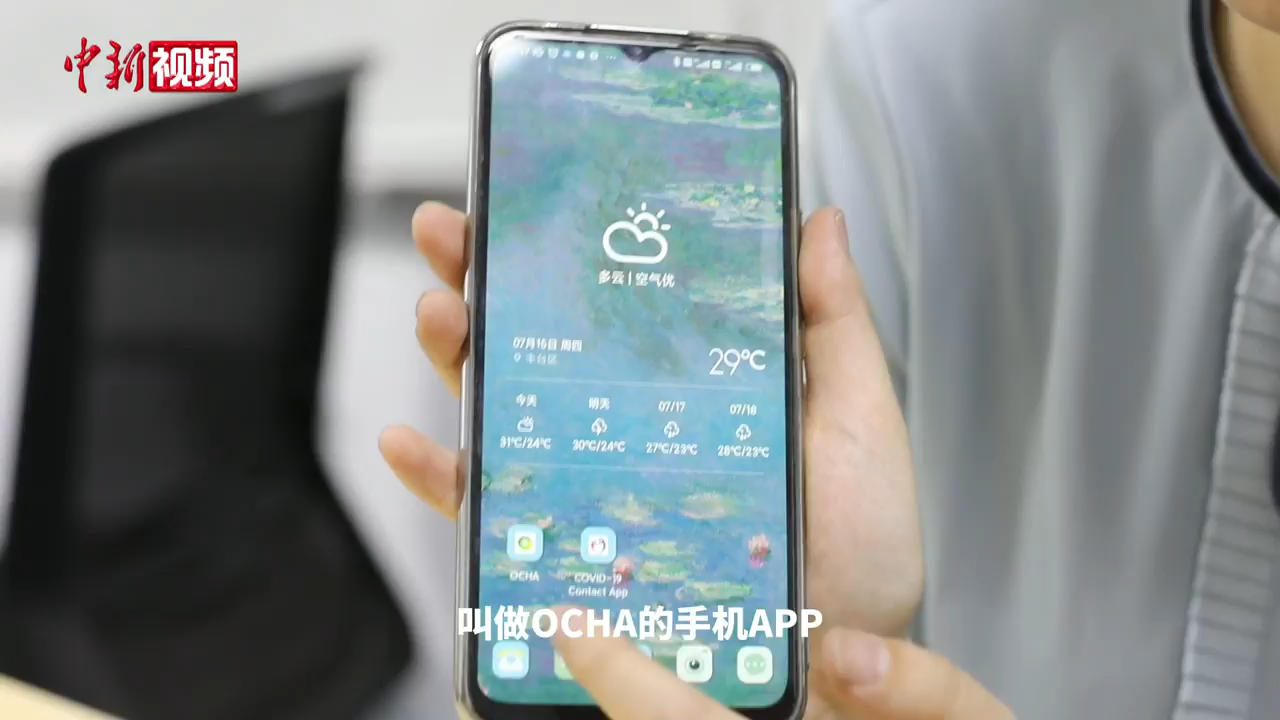 中新视频
多云 | 空气优
07月16日 周四
丰台区
29℃
今天 明天 07/17 07/18
31℃/24℃ 30℃/24℃ 27℃/23℃ 28℃/23℃
OCHA COVID-19
Contact App
叫做OCHA的手机APP